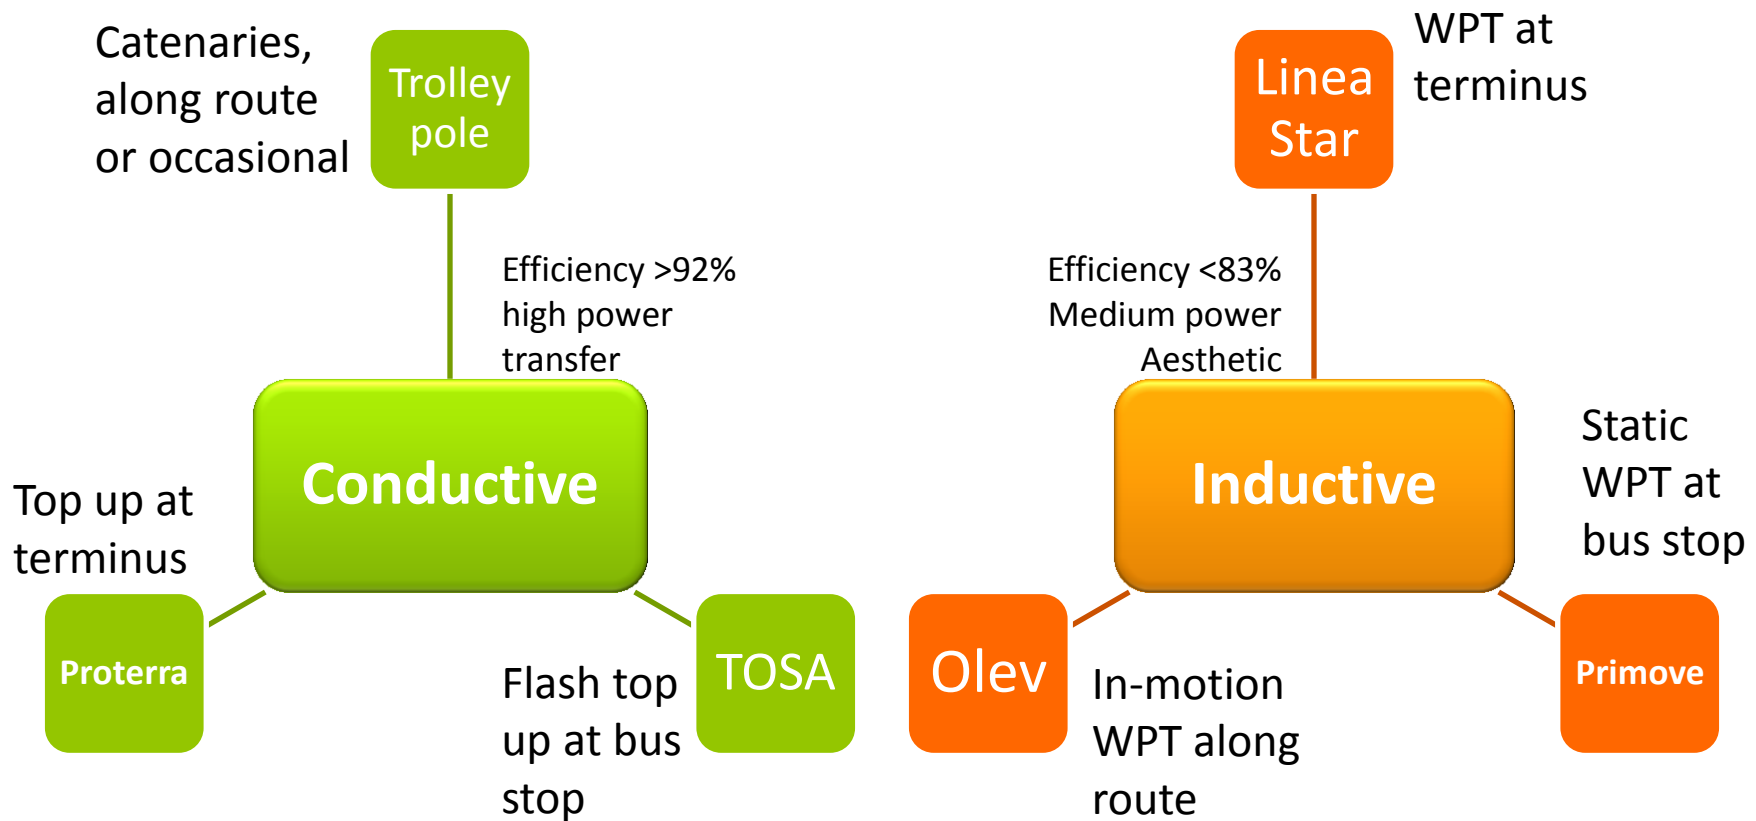 Catenaries,
along route
or occasional
Trolley
pole
Efficiency >92%
high power
transfer
Conductive
Top up at
terminus
Proterra
Flash top
up at bus
stop
TOSA
Linea
Star
WPT at
terminus
Efficiency <83%
Medium power
Aesthetic
Inductive
Static
WPT at
bus stop
Olev
In-motion
WPT along
route
Primove